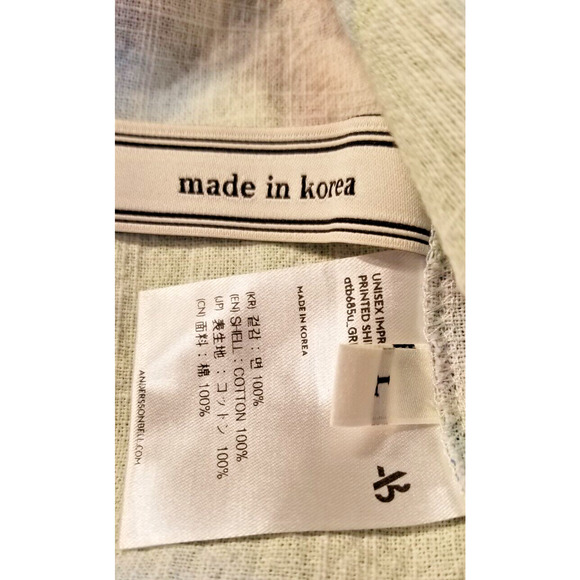 made in korea
UNISEX IMPR
PRINTED SHI
atb685u_GR
MADE IN KOREA
(KR) 겉감 : 면 100%
(EN) SHELL : COTTON 100%
(JP) 表生地 : コットン 100%
(CN) 面料 : 棉 100%
ANDERSSONBELL.COM
L